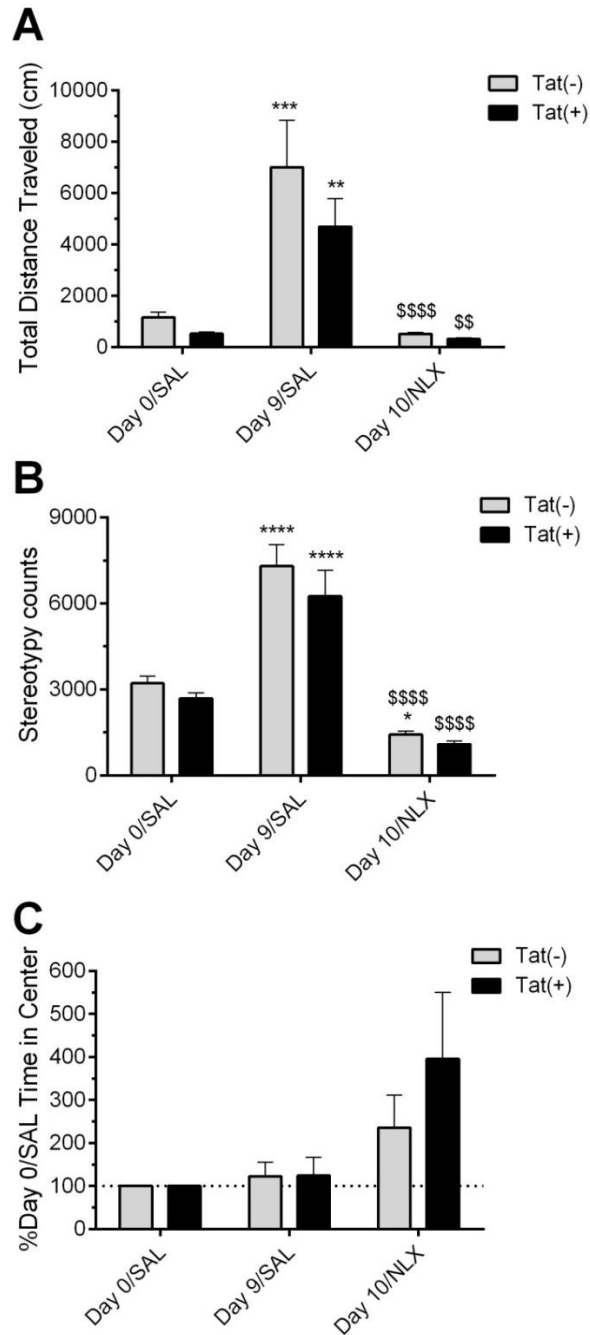 A
Total Distance Traveled (cm)
10000
8000
6000
4000
2000
0
***
**
$$$$
$$
Tat(-)
Tat(+)
Day 0/SAL
Day 9/SAL
Day 10/NLX
B
Stereotypy counts
9000
6000
3000
0
****
****
$$$$
*
$$$$
Tat(-)
Tat(+)
Day 0/SAL
Day 9/SAL
Day 10/NLX
C
%Day 0/SAL Time in Center
600
500
400
300
200
100
0
Tat(-)
Tat(+)
Day 0/SAL
Day 9/SAL
Day 10/NLX